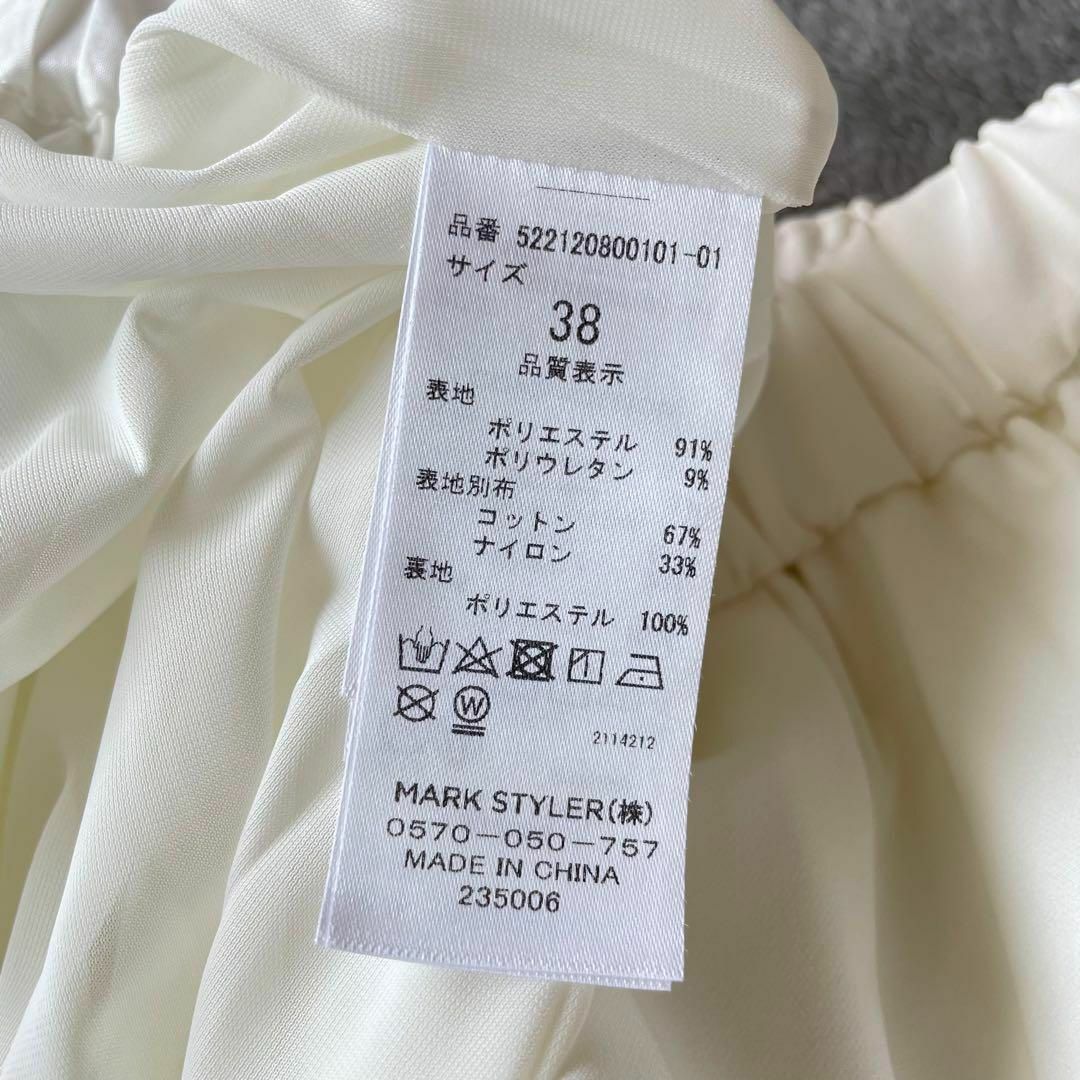 品番 522120800101-01
サイズ
38
品質表示
表地
ポリエステル 91%
ポリウレタン 9%
表地別布
コットン 67%
ナイロン 33%
裏地
ポリエステル 100%
W
2114212
MARK STYLER(株)
0570-050-757
MADE IN CHINA
235006